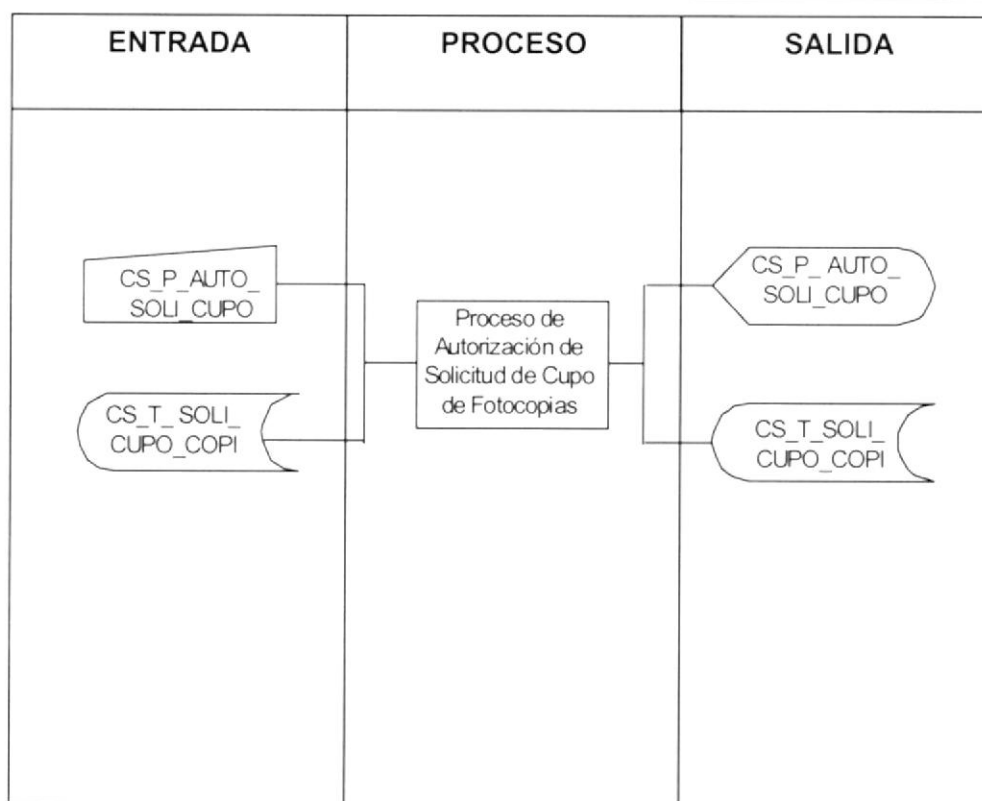 ENTRADA
PROCESO
SALIDA
CS_P_AUTO_
SOLI_CUPO
CS_T_SOLI_
CUPO_COPI
Proceso de
Autorización de
Solicitud de Cupo
de Fotocopias
CS_P_ AUTO_
SOLI_CUPO
CS_T_SOLI_
CUPO_COPI